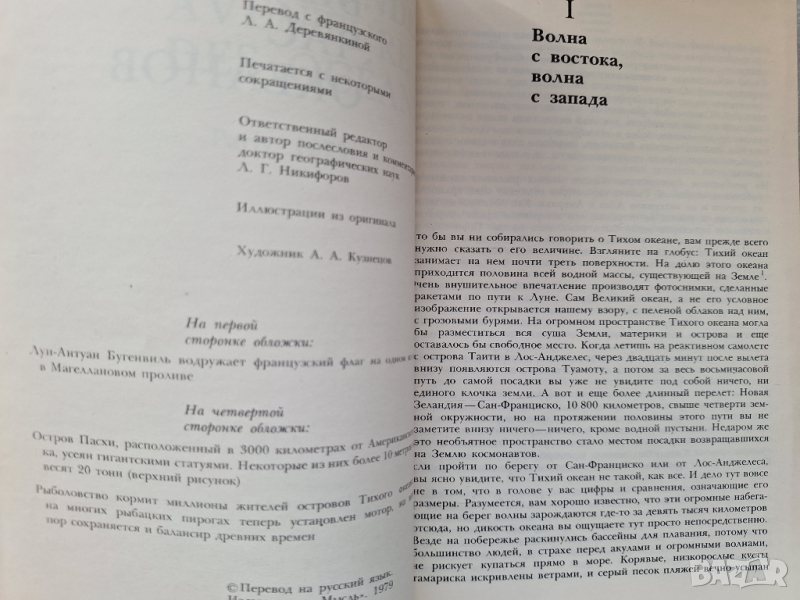 Перевод с французского
Л. А. Деревянкиной
Печатается с некоторыми
сокращениями
Ответственный редактор
и автор послесловия и коммента
доктор географических наук
Л. Г. Никифоров
Иллюстрации из оригинала
Художник А. А. Кузнецов
На первой
сторонке обложки:
Луи-Антуан Бугенвиль водружает французский флаг на одном
в Магеллановом проливе
На четвертой
сторонке обложки:
Остров Пасхи, расположенный в 3000 километрах от Американско
ка, усеян гигантскими статуями. Некоторые из них более 10 метров
весят 20 тонн (верхний рисунок)
Рыболовство кормит миллионы жителей островов Тихого
на многих рыбацких пирогах теперь установлен мотор,
пор сохраняется и балансир древних времен
© Перевод на русский язык.
Мысль». 1979
I
Волна
с востока,
волна
с запада
то бы вы ни собирались говорить о Тихом океане, вам прежде всего
нужно сказать о его величине. Взгляните на глобус: Тихий океан
занимает на нем почти треть поверхности. На долю этого океана
приходится половина всей водной массы, существующей на Земле¹.
чень внушительное впечатление производят фотоснимки, сделанные
ракетами по пути к Луне. Сам Великий океан, а не его условное
изображение открывается нашему взору, с пеленой облаков над ним,
с грозовыми бурями. На огромном пространстве Тихого океана могла
бы разместиться вся суша Земли, материки и острова и еще
оставалось бы свободное место. Когда летишь на реактивном самолете
с острова Таити в Лос-Анджелес, через двадцать минут после вылета
внизу появляются острова Туамоту, а потом за весь восьмичасовой
путь до самой посадки вы уже не увидите под собой ничего, ни
единого клочка земли. А вот и еще более длинный перелет: Новая
Зеландия—Сан-Франциско, 10 800 километров, свыше четверти зем-
ной окружности, но на протяжении половины этого пути вы не
заметите внизу ничего—ничего, кроме водной пустыни. Недаром же
это необъятное пространство стало местом посадки возвращавшихся
на Землю космонавтов.
сли пройти по берегу от Сан-Франциско или от Лос-Анджелеса,
вы ясно увидите, что Тихий океан не такой, как все. И дело тут вовсе
не в том, что в голове у вас цифры и сравнения, означающие его
размеры. Разумеется, вам хорошо известно, что эти огромные набега-
ющие на берег волны зарождаются где-то за девять тысяч километров
отсюда, но дикость океана вы ощущаете тут просто непосредственно.
Везде на побережье раскинулись бассейны для плавания, потому что
большинство людей, в страхе перед акулами и огромными волнами,
не рискует купаться прямо в море. Корявые, низкорослые кусты
тамариска искривлены ветрами, и серый песок пляжей вечно усыпан
BAZAR.BG